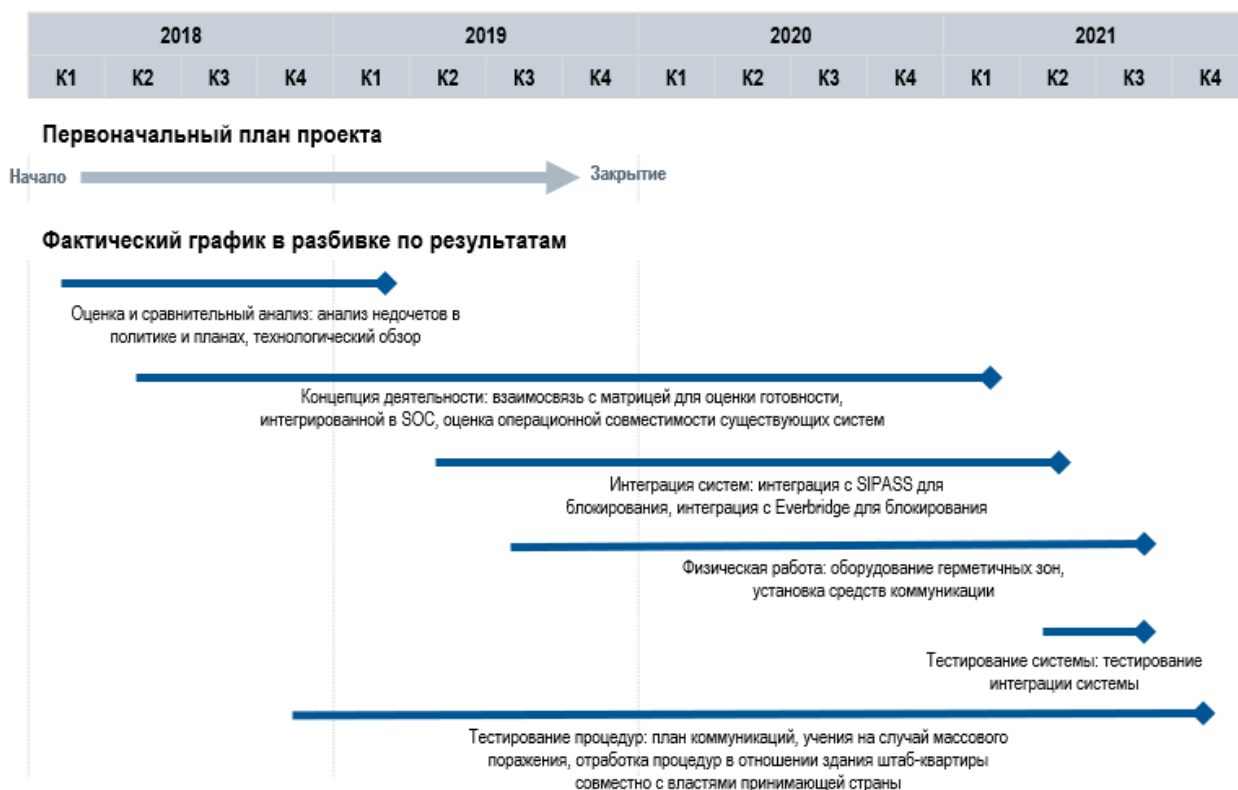 2018 2019 2020 2021
К1 К2 К3 К4 К1 К2 К3 К4 К1 К2 К3 К4 К1 К2 К3 К4
Первоначальный план проекта
Начало Закрытие
Фактический график в разбивке по результатам
Оценка и сравнительный анализ: анализ недочетов в
политике и планах, технологический обзор
Концепция деятельности: взаимосвязь с матрицей для оценки готовности,
интегрированной в SOC, оценка операционной совместимости существующих систем
Интеграция систем: интеграция с SIPASS для
блокирования, интеграция с Everbridge для блокирования
Физическая работа: оборудование герметичных зон,
установка средств коммуникации
Тестирование системы: тестирование
интеграции системы
Тестирование процедур: план коммуникаций, учения на случай массового
поражения, отработка процедур в отношении здания штаб-квартиры
совместно с властями принимающей страны